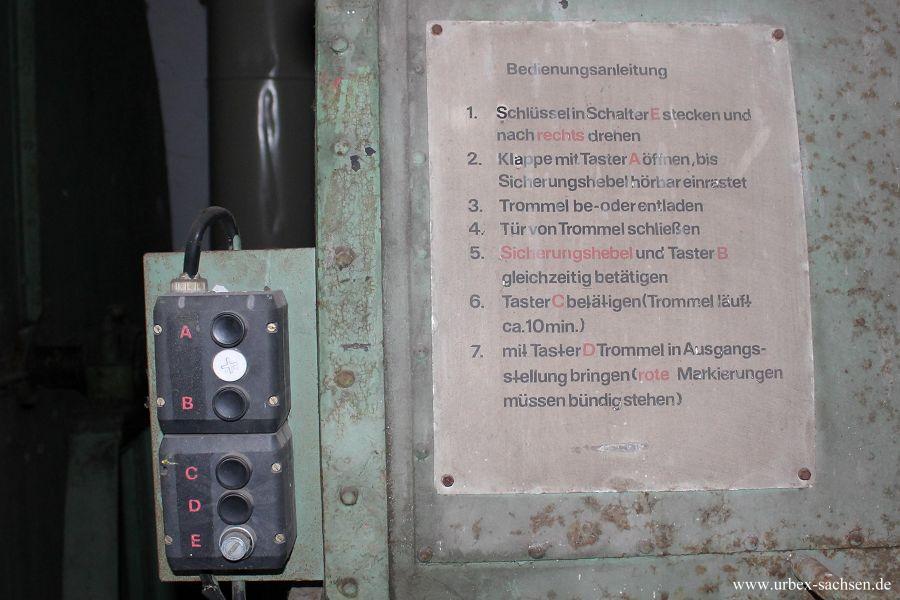 Bedienungsanleitung
1. Schlüssel in Schalter E stecken und
nach rechts drehen
2. Klappe mit Taster A öffnen, bis
Sicherungshebel hörbar einrastet
3. Trommel be-oder entladen
4. Tür von Trommel schließen
5. Sicherungshebel und Taster B
gleichzeitig betätigen
6. Taster C betätigen (Trommel läuft
ca. 10 min.)
7. mit Taster D Trommel in Ausgangs-
stellung bringen (rote Markierungen
müssen bündig stehen)
A
B
C
D
E
www.urbex-sachsen.de